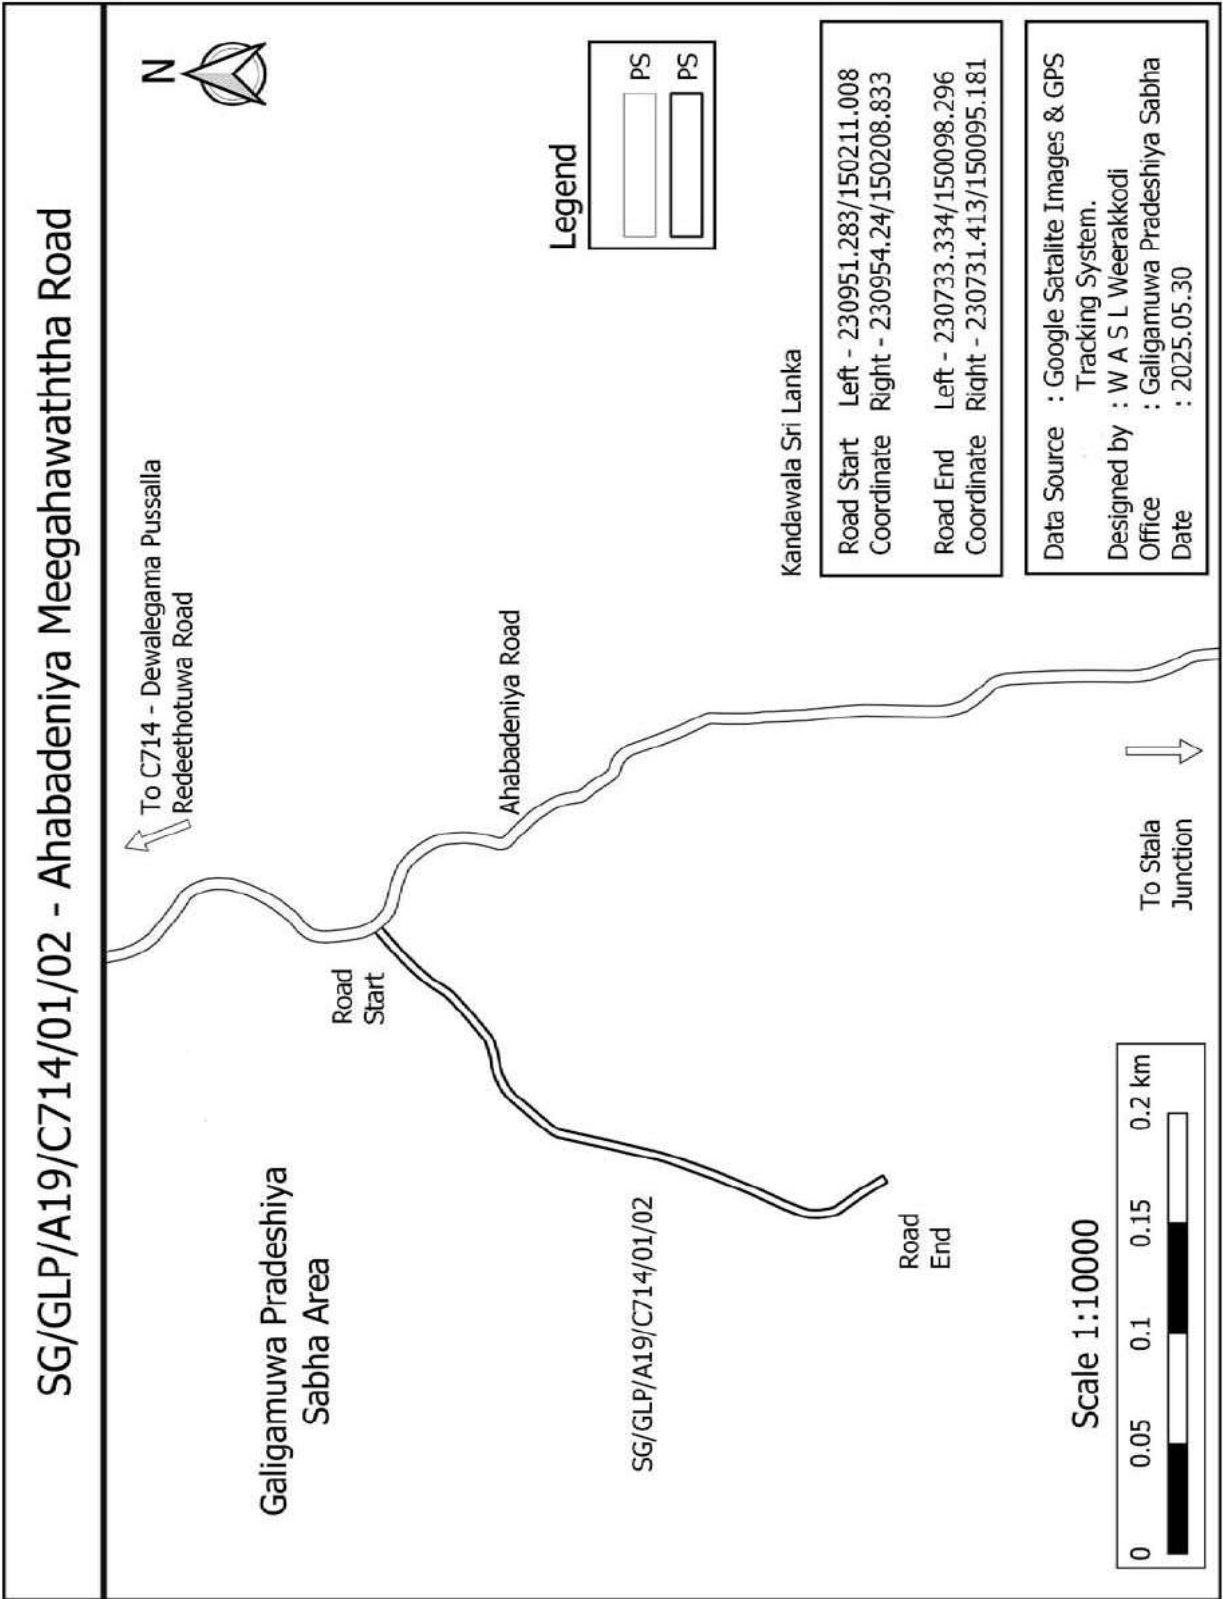 SG/GLP/A19/C714/01/02 - Ahabadeniya Meegahawaththa Road
N
To C714 - Dewalegama Pussalla
Redeethotuwa Road
Galigamuwa Pradeshiya
Sabha Area
Road
Start
Ahabadeniya Road
Legend
PS
PS
SG/GLP/A19/C714/01/02
Road
End
Kandawala Sri Lanka
Road Start Left - 230951.283/150211.008
Coordinate Right - 230954.24/150208.833
Road End Left - 230733.334/150098.296
Coordinate Right - 230731.413/150095.181
To Stala
Junction
Scale 1:10000
0 0.05 0.1 0.15 0.2 km
Data Source : Google Satalite Images & GPS
Tracking System.
Designed by : W A S L Weerakkodi
Office : Galigamuwa Pradeshiya Sabha
Date : 2025.05.30